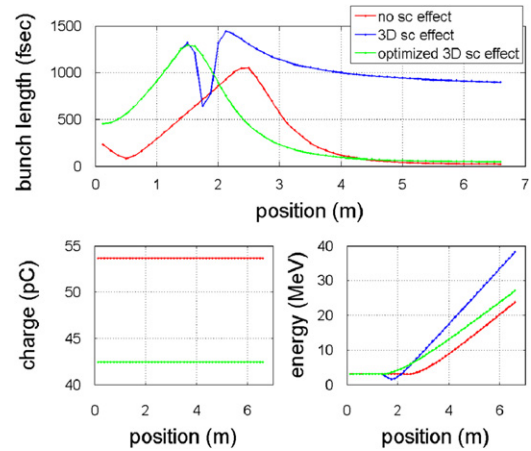 no sc effect
3D sc effect
optimized 3D sc effect
bunch length (fsec)
1500
1000
500
0
0 1 2 3 4 5 6 7
position (m)
charge (pC)
55
50
45
40
0 2 4 6
position (m)
energy (MeV)
40
30
20
10
0
0 2 4 6
position (m)